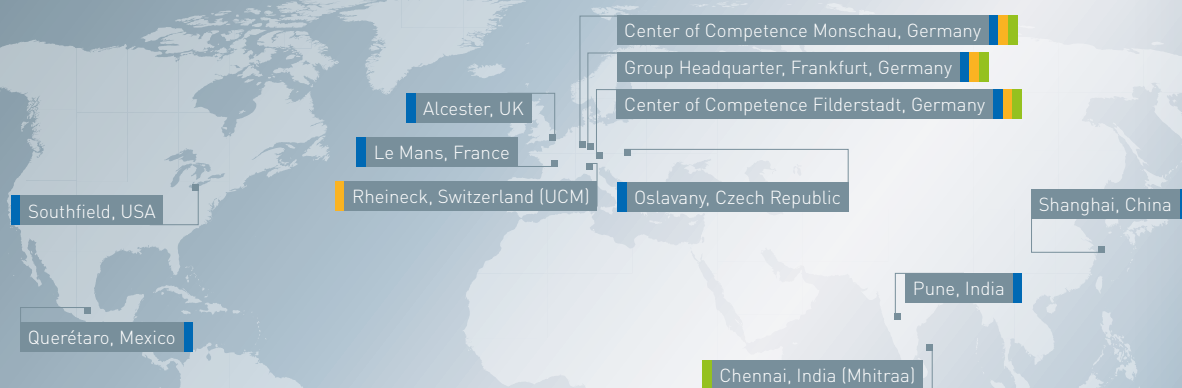 Center of Competence Monschau, Germany
Group Headquarter, Frankfurt, Germany
Center of Competence Filderstadt, Germany
Alcester, UK
Le Mans, France
Rheineck, Switzerland (UCM)
Oslavany, Czech Republic
Southfield, USA
Shanghai, China
Pune, India
Querétaro, Mexico
Chennai, India (Mhitraa)